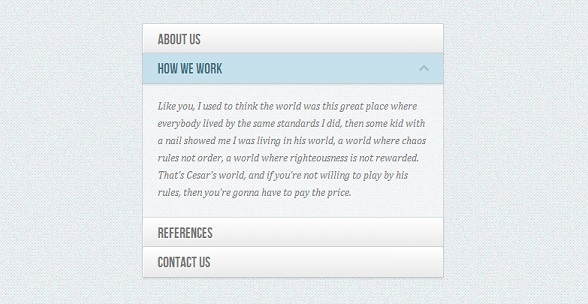 ABOUT US
HOW WE WORK
Like you, I used to think the world was this great place where
everybody lived by the same standards I did, then some kid with
a nail showed me I was living in his world, a world where chaos
rules not order, a world where righteousness is not rewarded.
That's Cesar's world, and if you're not willing to play by his
rules, then you're gonna have to pay the price.
REFERENCES
CONTACT US